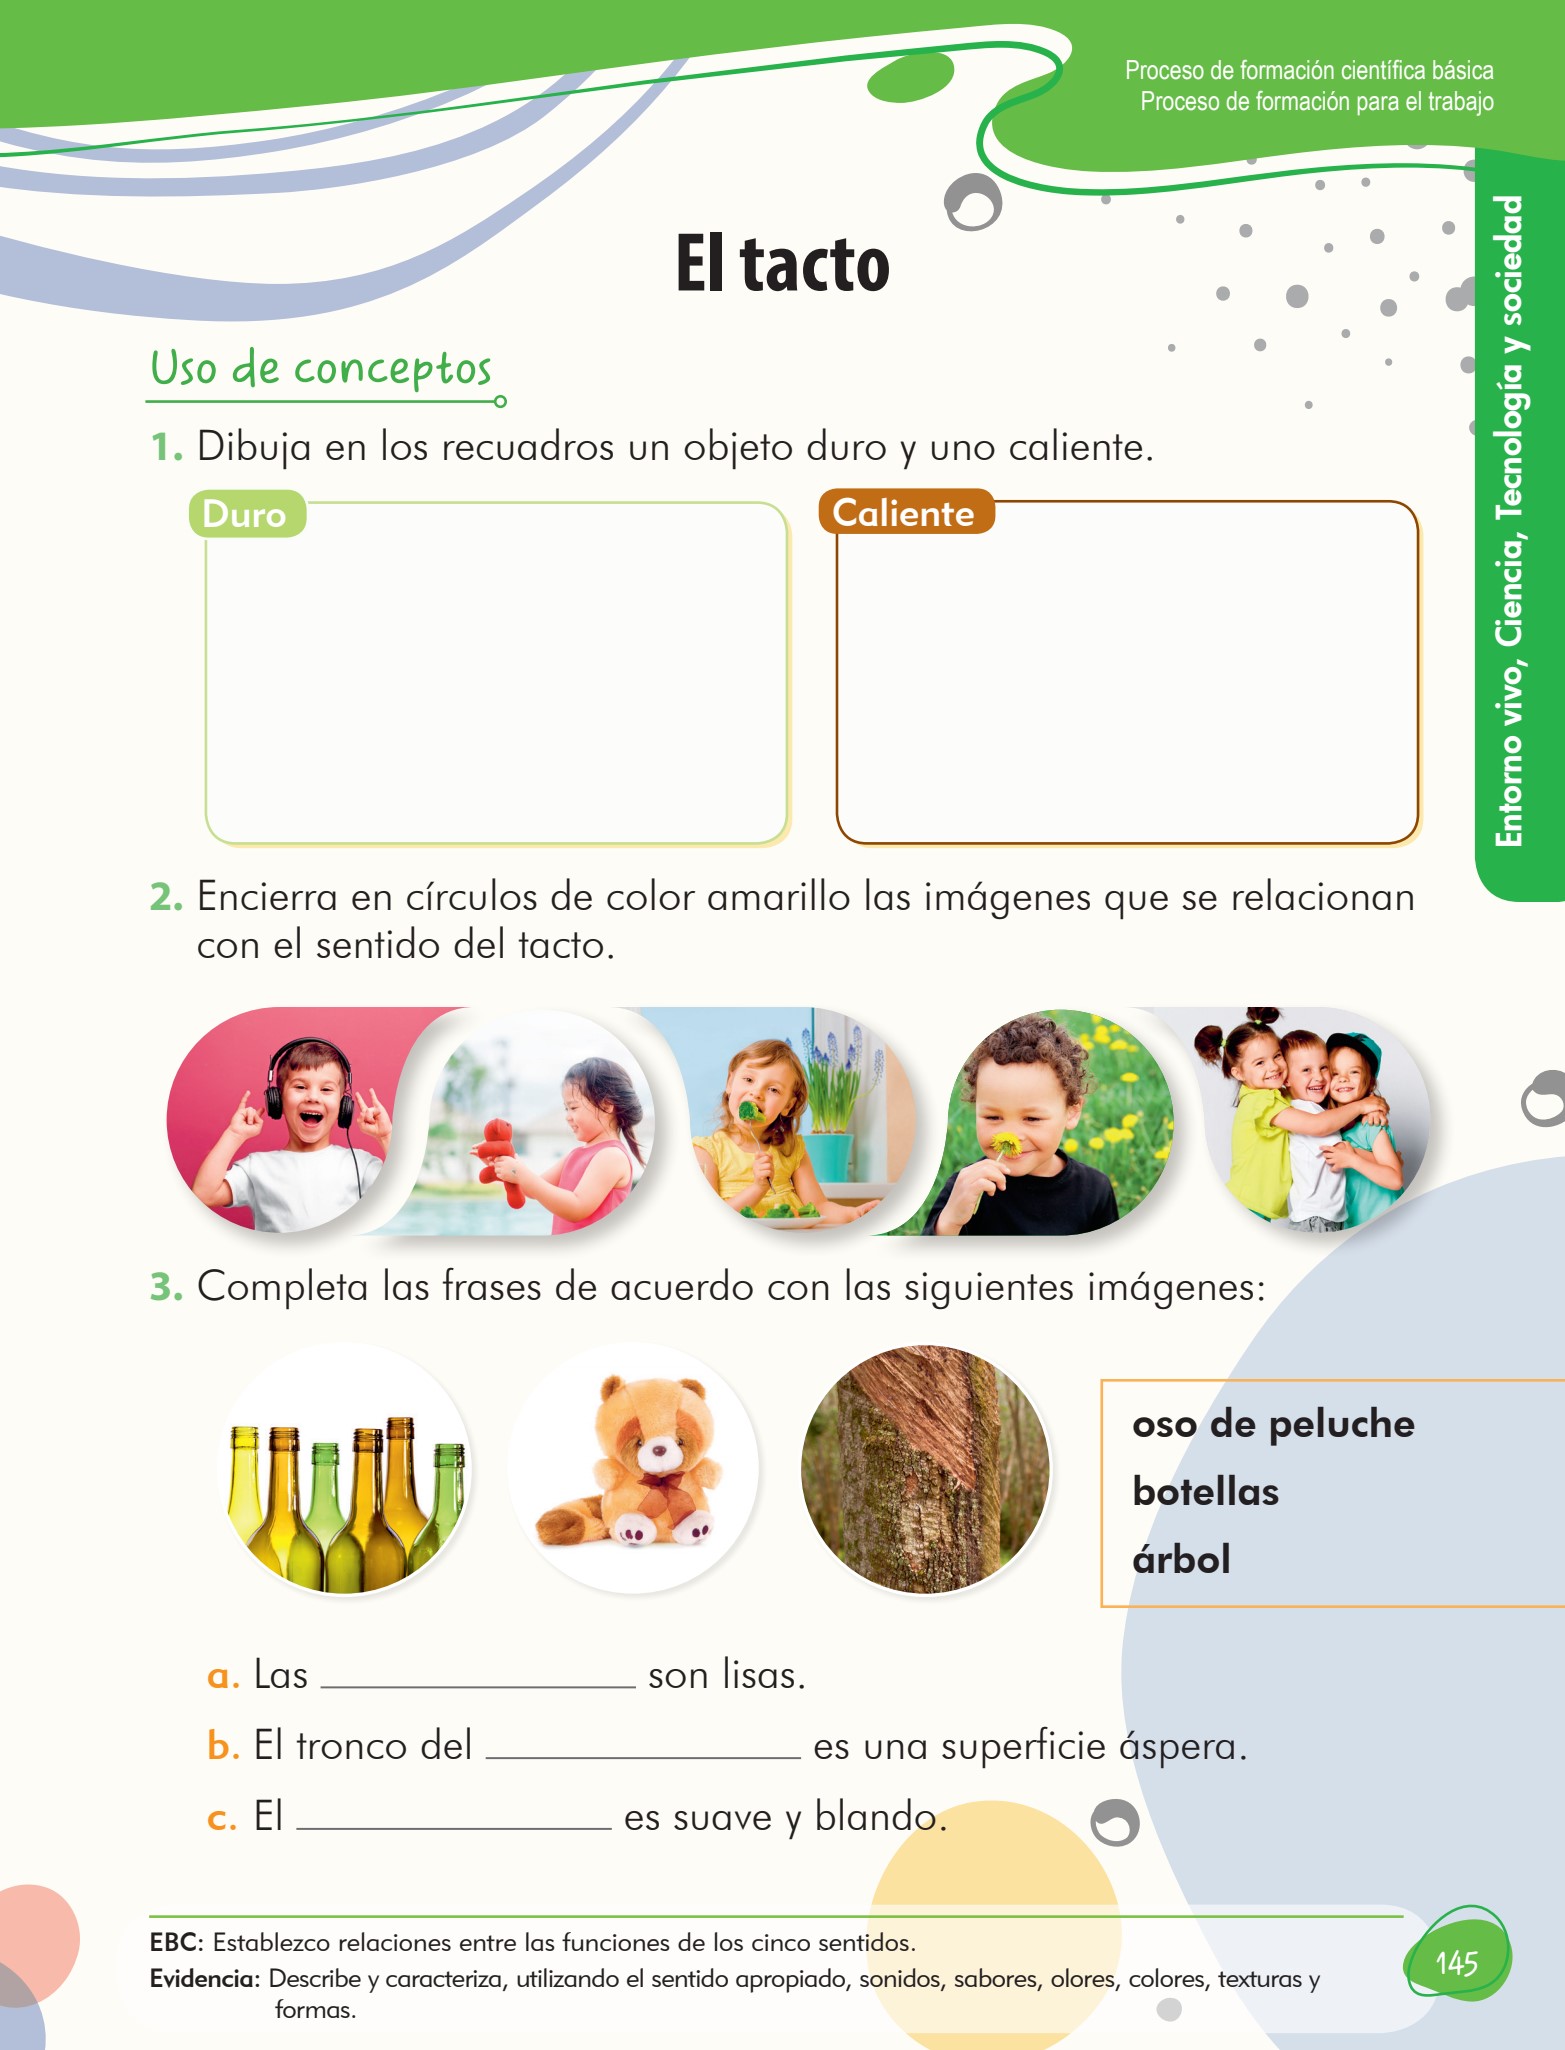 Proceso de formación científica básica
Proceso de formación para el trabajo
Entorno vivo, Ciencia, Tecnología y sociedad
El tacto
Uso de conceptos
1. Dibuja en los recuadros un objeto duro y uno caliente.
Duro
Caliente
2. Encierra en círculos de color amarillo las imágenes que se relacionan
con el sentido del tacto.
3. Completa las frases de acuerdo con las siguientes imágenes:
oso de peluche
botellas
árbol
a. Las ____________ son lisas.
b. El tronco del ____________ es una superficie áspera.
c. El ____________ es suave y blando.
EBC: Establezco relaciones entre las funciones de los cinco sentidos.
Evidencia: Describe y caracteriza, utilizando el sentido apropiado, sonidos, sabores, olores, colores, texturas y
formas.
145